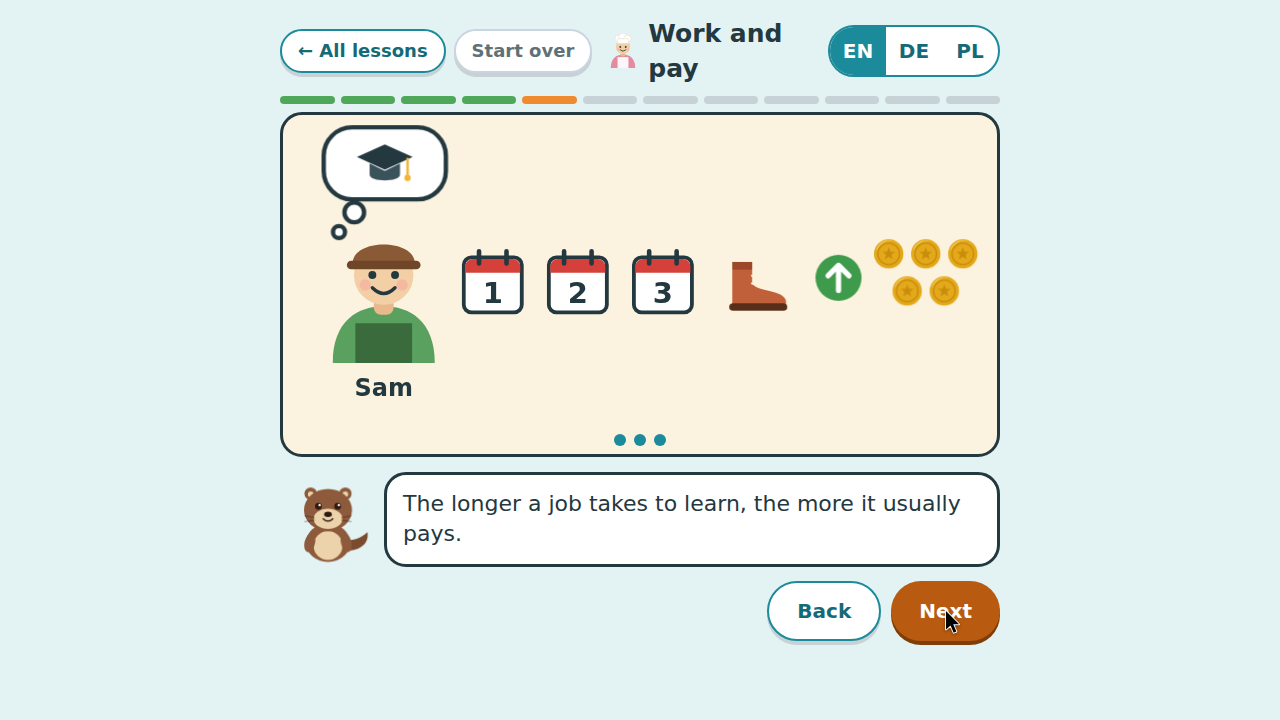 ← All lessons
Start over
Work and
pay
EN DE PL
1 2 3
Sam
The longer a job takes to learn, the more it usually
pays.
Back
Next